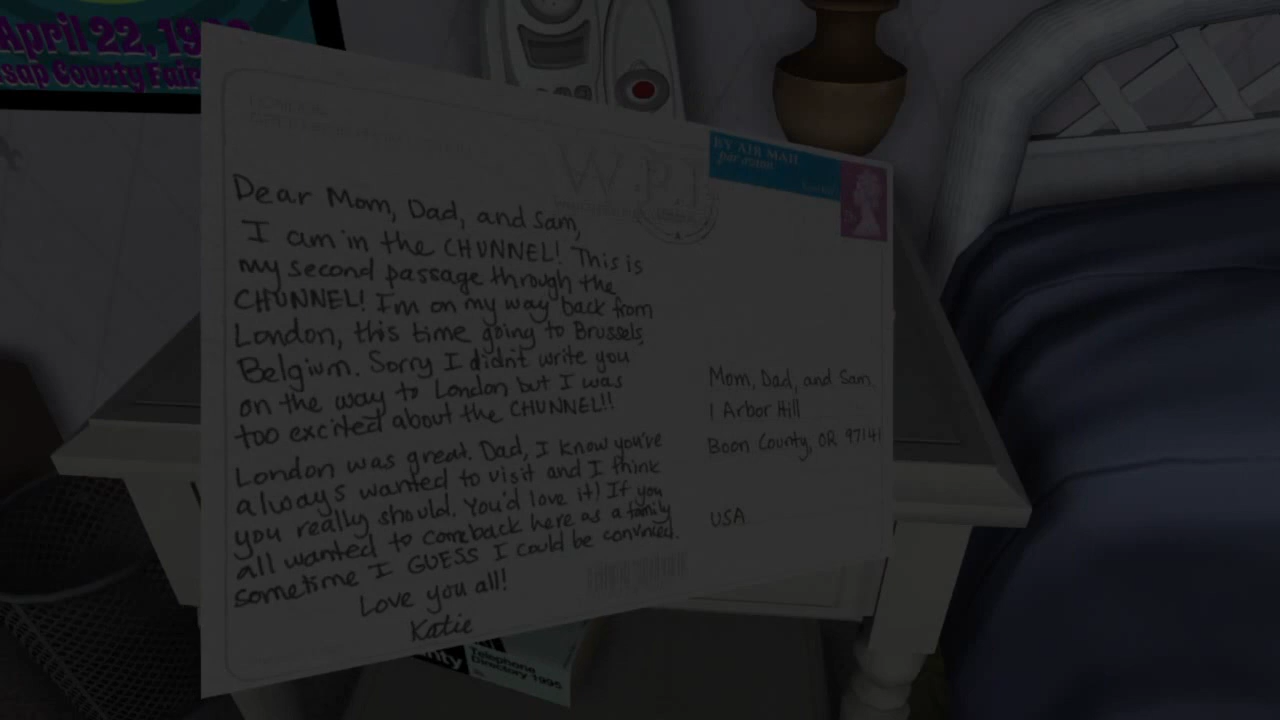 April 22, 19
sap County Fair
BY AIR MAIL
par avion
Dear Mom, Dad, and Sam,
I am in the CHUNNEL! This is
my second passage through the
CHUNNEL! I'm on my way back from
London, this time going to Brussels,
Belgium. Sorry I didn't write you
on the way to London but I was
too excited about the CHUNNEL!!
London was great. Dad, I know you've
always wanted to visit and I think
you really should. You'd love it! If you
all wanted to come back here as a family
sometime I GUESS I could be convinced.
Love you all!
Katie
Mom, Dad, and Sam
1 Arbor Hill
Boon County, OR 97141
USA
Telephone
Directory 1995